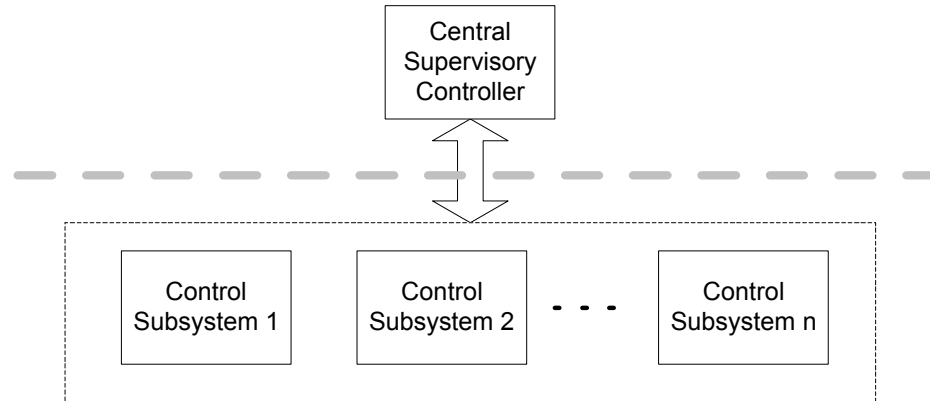 Central
Supervisory
Controller
Control
Subsystem 1
Control
Subsystem 2
Control
Subsystem n